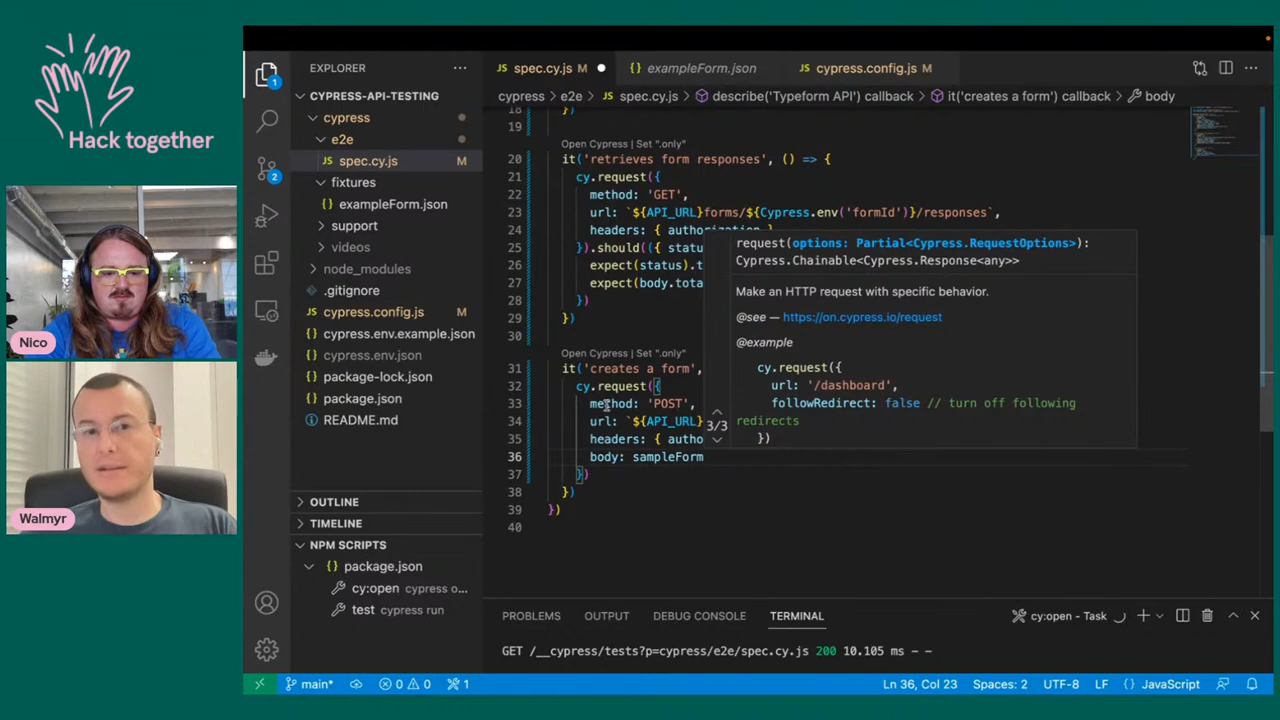 Hack together
Nico
Walmyr
EXPLORER
CYPRESS-API-TESTING
cypress
e2e
spec.cy.js M
fixtures
exampleForm.json
support
videos
node_modules
.gitignore
cypress.config.js M
cypress.env.example.json
cypress.env.json
package-lock.json
package.json
README.md
OUTLINE
TIMELINE
NPM SCRIPTS
package.json
cy:open cypress o...
test cypress run
1
2
JS spec.cy.js M
{} exampleForm.json
JS cypress.config.js M
cypress > e2e > JS spec.cy.js > describe('Typeform API') callback > it('creates a form') callback > body
18 })
19
Open Cypress | Set ".only"
20 it('retrieves form responses', () => {
21 cy.request({
22 method: 'GET',
23 url: `${API_URL}forms/${Cypress.env('formId')}/responses`,
24 headers: { authorization }
25 }).should(({ statu
26 expect(status).t
27 expect(body.tota
28 })
29 })
30
Open Cypress | Set ".only"
31 it('creates a form',
32 cy.request({
33 method: 'POST',
34 url: `${API_URL}
35 headers: { autho
36 body: sampleForm
37 })
38 })
39 })
40
request(options: Partial<Cypress.RequestOptions>):
Cypress.Chainable<Cypress.Response<any>>
Make an HTTP request with specific behavior.
@see — https://on.cypress.io/request
@example
cy.request({
url: '/dashboard',
followRedirect: false // turn off following
redirects
})
3/3
PROBLEMS OUTPUT DEBUG CONSOLE TERMINAL
cy:open - Task
GET /__cypress/tests?p=cypress/e2e/spec.cy.js 200 10.105 ms - -
main* 0 0 1
Ln 36, Col 23 Spaces: 2 UTF-8 LF {} JavaScript